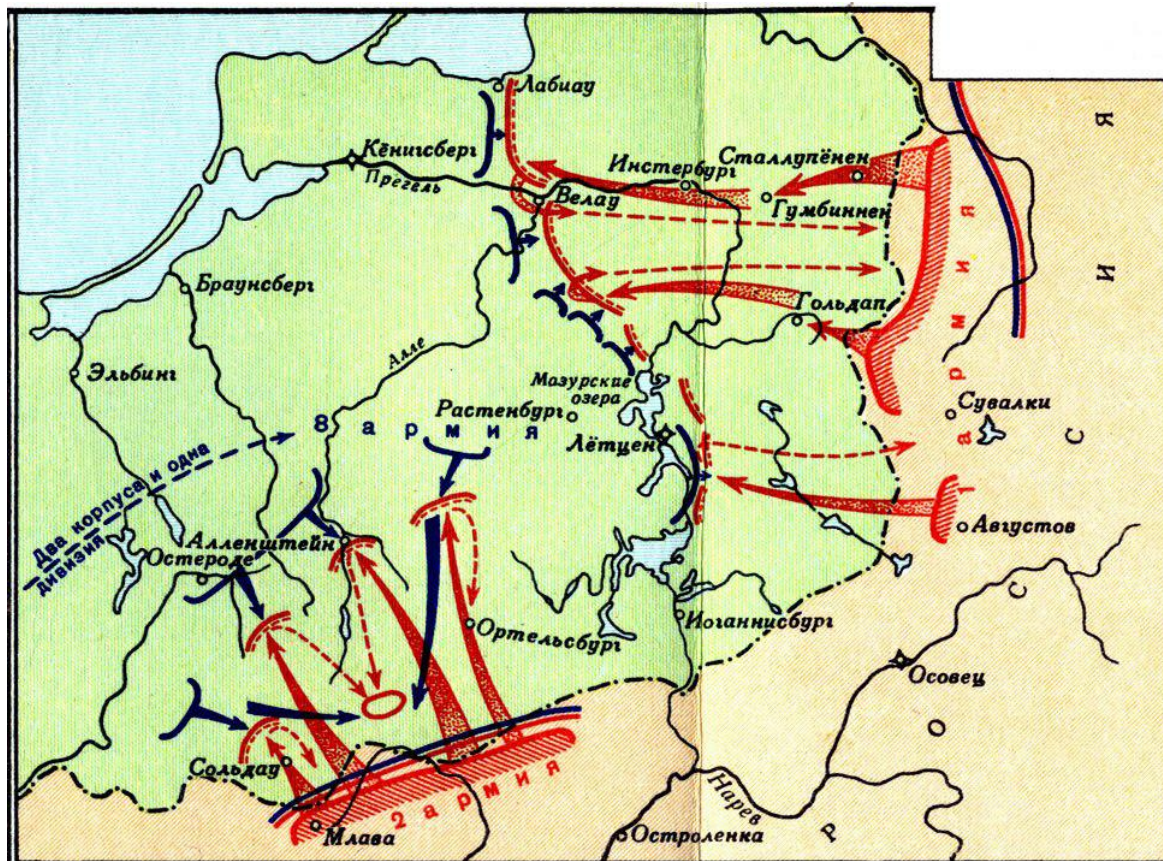 Лабиау
Кёнигсберг
Прегель
Инстербург
Сталлупёнен
Гумбиннен
Велау
Браунсберг
Гольдап
Алле
Эльбинг
Мазурские
озера
Растенбург
8 армия
Лётцен
Сувалки
1 армия
Два корпуса и одна
дивизия
Алленштейн
Остероде
Августов
Ортельсбург
Иоганнисбург
Осовец
Сольдау
2 армия
Млава
Нарев
Остроленка
Р О С С И Я